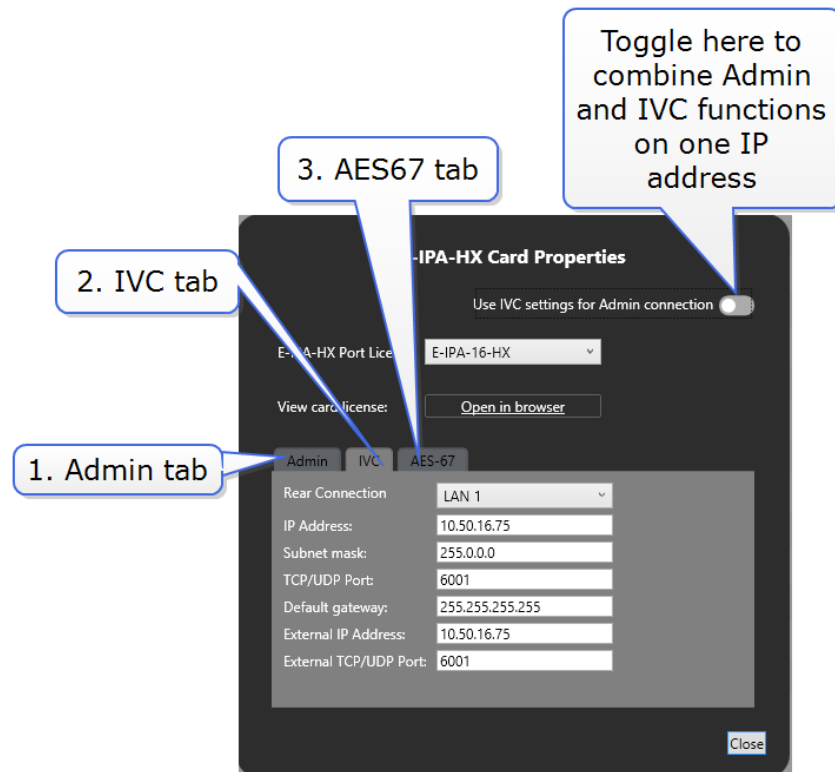 Toggle here to
combine Admin
and IVC functions
on one IP
address
3. AES67 tab
2. IVC tab
1. Admin tab
-IPA-HX Card Properties
Use IVC settings for Admin connection
E-IPA-HX Port Lice
E-IPA-16-HX
View card license:
Open in browser
Admin
IVC
AES-67
Rear Connection
LAN 1
IP Address:
10.50.16.75
Subnet mask:
255.0.0.0
TCP/UDP Port:
6001
Default gateway:
255.255.255.255
External IP Address:
10.50.16.75
External TCP/UDP Port:
6001
Close